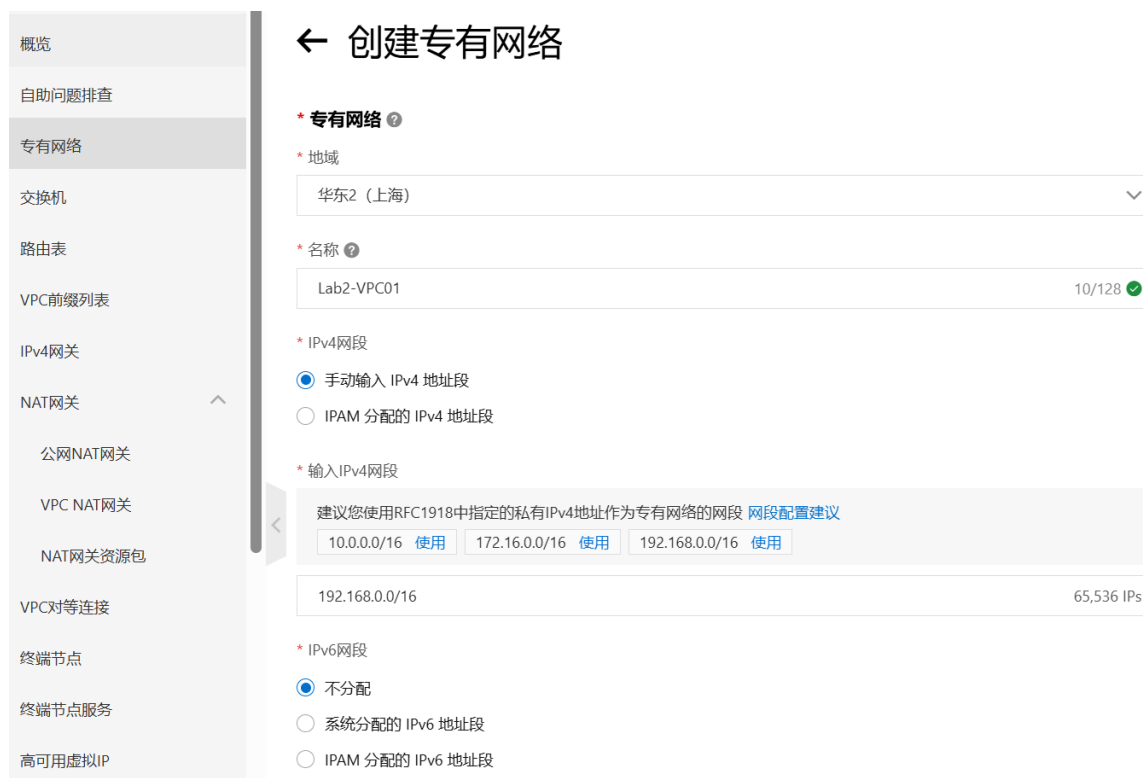 概览
自助问题排查
专有网络
交换机
路由表
VPC前缀列表
IPv4网关
NAT网关
公网NAT网关
VPC NAT网关
NAT网关资源包
VPC对等连接
终端节点
终端节点服务
高可用虚拟IP
← 创建专有网络
* 专有网络 ?
* 地域
华东2（上海）
* 名称 ?
Lab2-VPC01 10/128
* IPv4网段
手动输入 IPv4 地址段
IPAM 分配的 IPv4 地址段
* 输入IPv4网段
建议您使用RFC1918中指定的私有IPv4地址作为专有网络的网段 网段配置建议
10.0.0.0/16 使用 172.16.0.0/16 使用 192.168.0.0/16 使用
192.168.0.0/16 65,536 IPs
* IPv6网段
不分配
系统分配的 IPv6 地址段
IPAM 分配的 IPv6 地址段